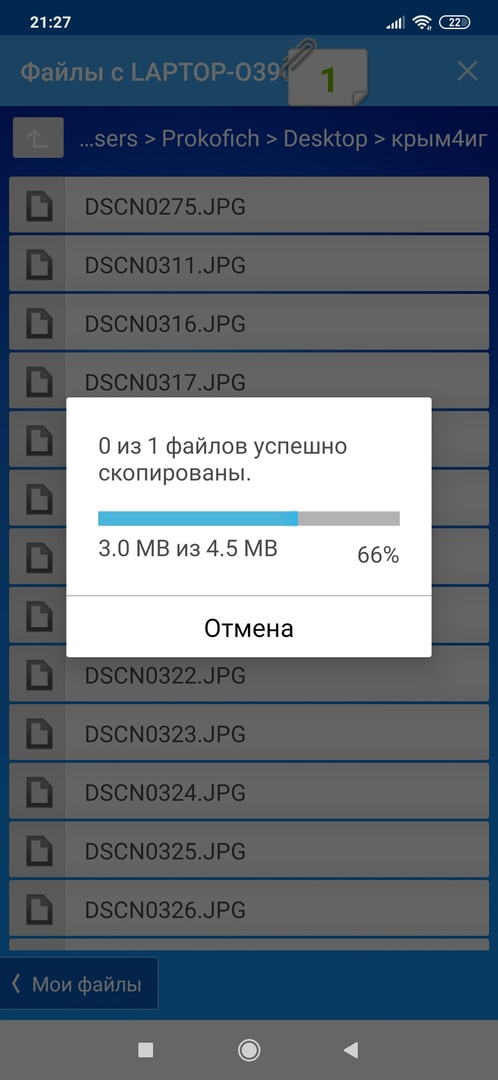 21:27
22
Файлы с LAPTOP-O39
1
...sers > Prokofich > Desktop > крым4иг
DSCN0275.JPG
DSCN0311.JPG
DSCN0316.JPG
DSCN0317.JPG
0 из 1 файлов успешно
скопированы.
3.0 MB из 4.5 MB
66%
Отмена
DSCN0322.JPG
DSCN0323.JPG
DSCN0324.JPG
DSCN0325.JPG
DSCN0326.JPG
Мои файлы